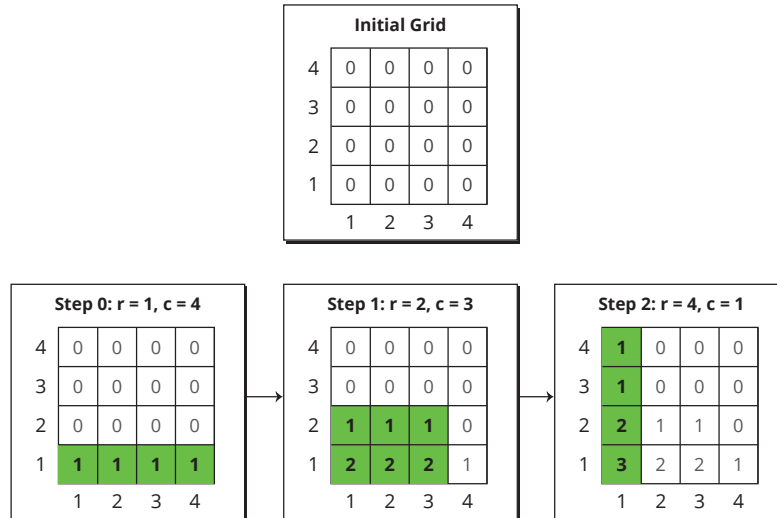 Initial Grid
4 0 0 0 0
3 0 0 0 0
2 0 0 0 0
1 0 0 0 0
1 2 3 4
Step 0: r = 1, c = 4
4 0 0 0 0
3 0 0 0 0
2 0 0 0 0
1 1 1 1 1
1 2 3 4
Step 1: r = 2, c = 3
4 0 0 0 0
3 0 0 0 0
2 1 1 1 0
1 2 2 2 1
1 2 3 4
Step 2: r = 4, c = 1
4 1 0 0 0
3 1 0 0 0
2 2 1 1 0
1 3 2 2 1
1 2 3 4